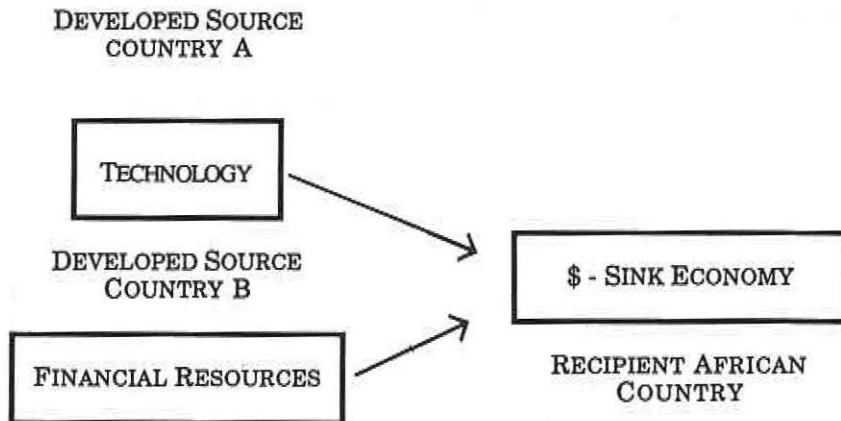 DEVELOPED SOURCE
COUNTRY A
TECHNOLOGY
DEVELOPED SOURCE
COUNTRY B
FINANCIAL RESOURCES
$ - SINK ECONOMY
RECIPIENT AFRICAN
COUNTRY